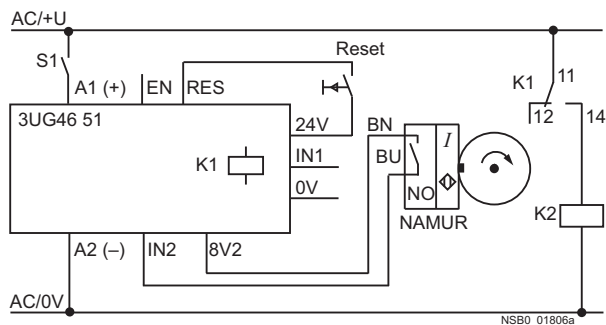 AC/+U
Reset
S1
A1 (+) EN RES
K1 11
12 14
3UG46 51
24V BN
K1 IN1 BU I
0V NO
NAMUR
K2
A2 (–) IN2 8V2
AC/0V
NSB0_01806a